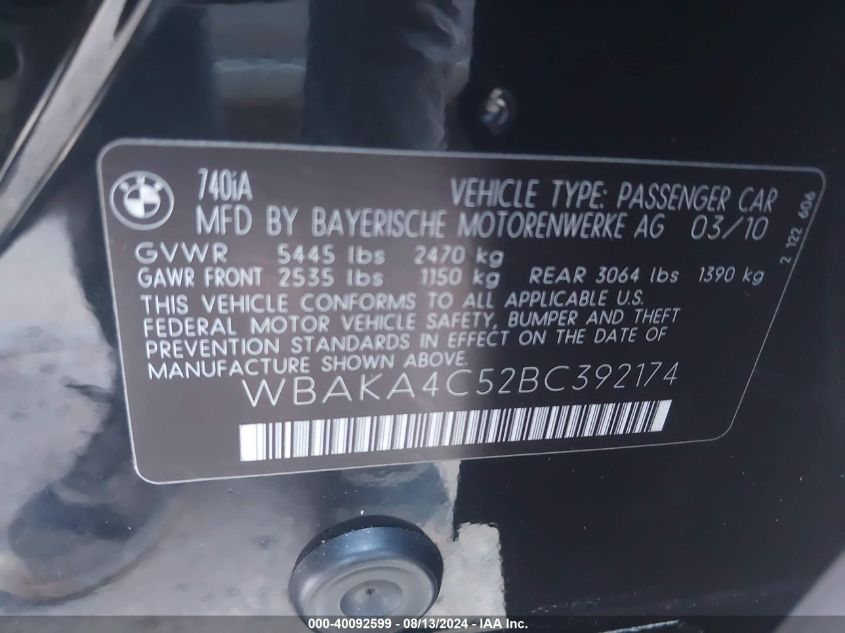 740iA VEHICLE TYPE: PASSENGER CAR
MFD BY BAYERISCHE MOTORENWERKE AG 03/10
GVWR 5445 lbs 2470 kg
GAWR FRONT 2535 lbs 1150 kg REAR 3064 lbs 1390 kg
THIS VEHICLE CONFORMS TO ALL APPLICABLE U.S.
FEDERAL MOTOR VEHICLE SAFETY, BUMPER AND THEFT
PREVENTION STANDARDS IN EFFECT ON THE DATE OF
MANUFACTURE SHOWN ABOVE.
WBAKA4C52BC392174
2 122 606
000-40092599 - 08/13/2024 - IAA Inc.